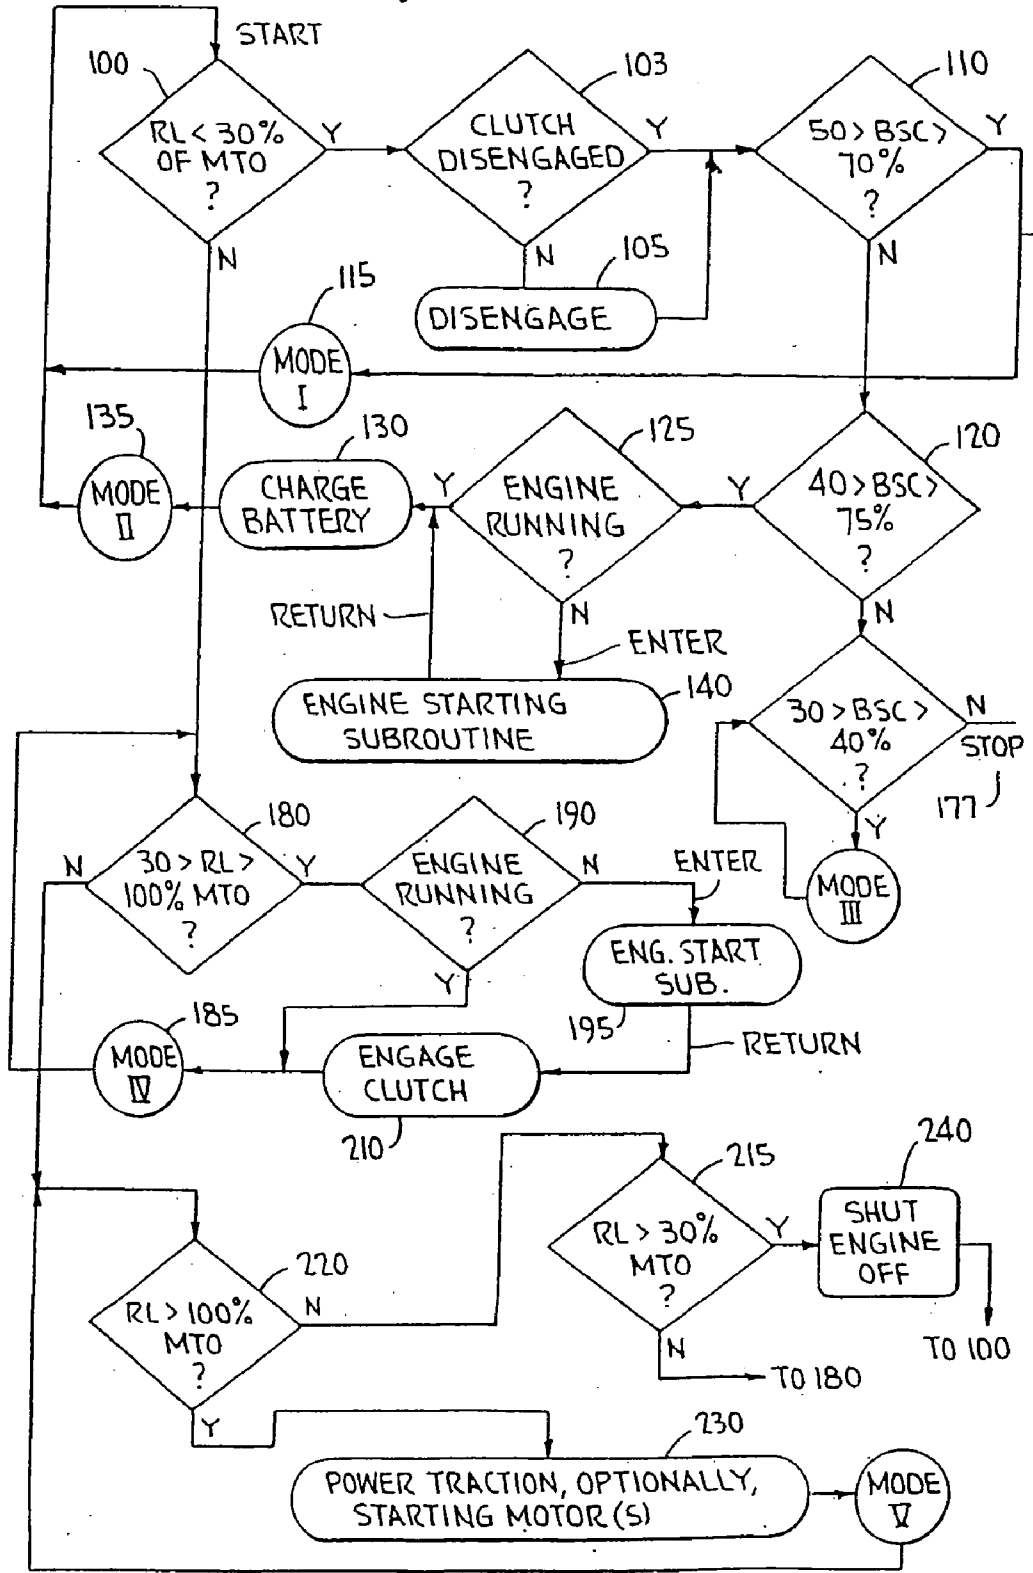 START
100
RL < 30%
OF MTO
?
Y
N
103
CLUTCH
DISENGAGED
?
Y
N
105
DISENGAGE
110
50 > BSC >
70%
?
Y
N
115
MODE
I
135
MODE
II
130
CHARGE
BATTERY
125
Y
ENGINE
RUNNING
?
N
120
Y
40 > BSC >
75%
?
N
RETURN
ENTER
140
ENGINE STARTING
SUBROUTINE
30 > BSC >
40%
?
N
STOP
177
Y
MODE
III
180
N
30 > RL >
100% MTO
?
Y
190
ENGINE
RUNNING
?
N
Y
ENTER
ENG. START
SUB.
195
RETURN
185
MODE
IV
ENGAGE
CLUTCH
210
215
RL > 30%
MTO
?
Y
N
TO 180
240
SHUT
ENGINE
OFF
TO 100
220
RL > 100%
MTO
?
N
Y
230
POWER TRACTION, OPTIONALLY,
STARTING MOTOR (S)
MODE
V